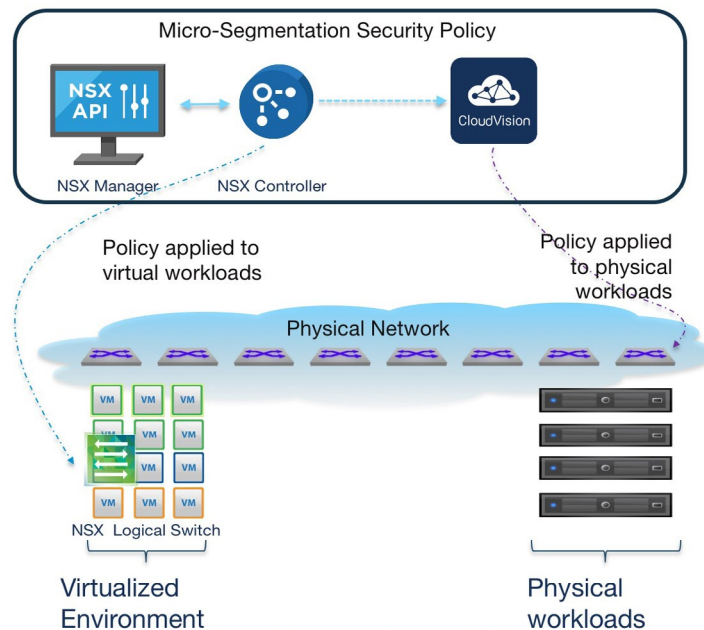 Micro-Segmentation Security Policy
NSX
API
CloudVision
NSX Manager
NSX Controller
Policy applied to
virtual workloads
Policy applied
to physical
workloads
Physical Network
VM VM VM
VM VM
VM VM
VM VM VM
NSX Logical Switch
Virtualized
Environment
Physical
workloads